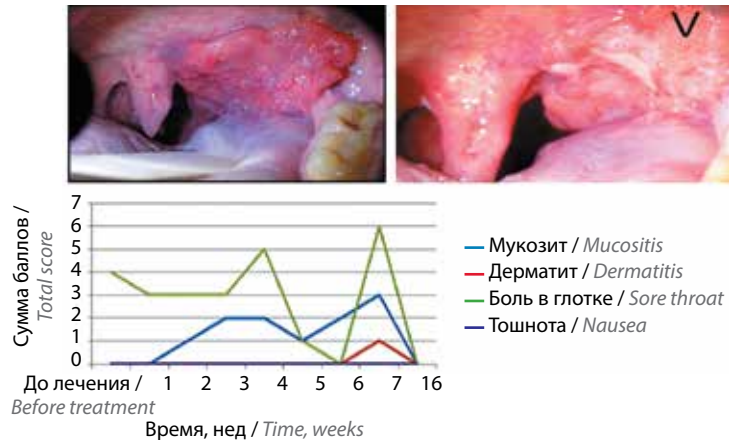 V
Сумма баллов /
Total score
7
6
5
4
3
2
1
0
До лечения /
Before treatment
1 2 3 4 5 6 7 16
Время, нед / Time, weeks
Мукозит / Mucositis
Дерматит / Dermatitis
Боль в глотке / Sore throat
Тошнота / Nausea